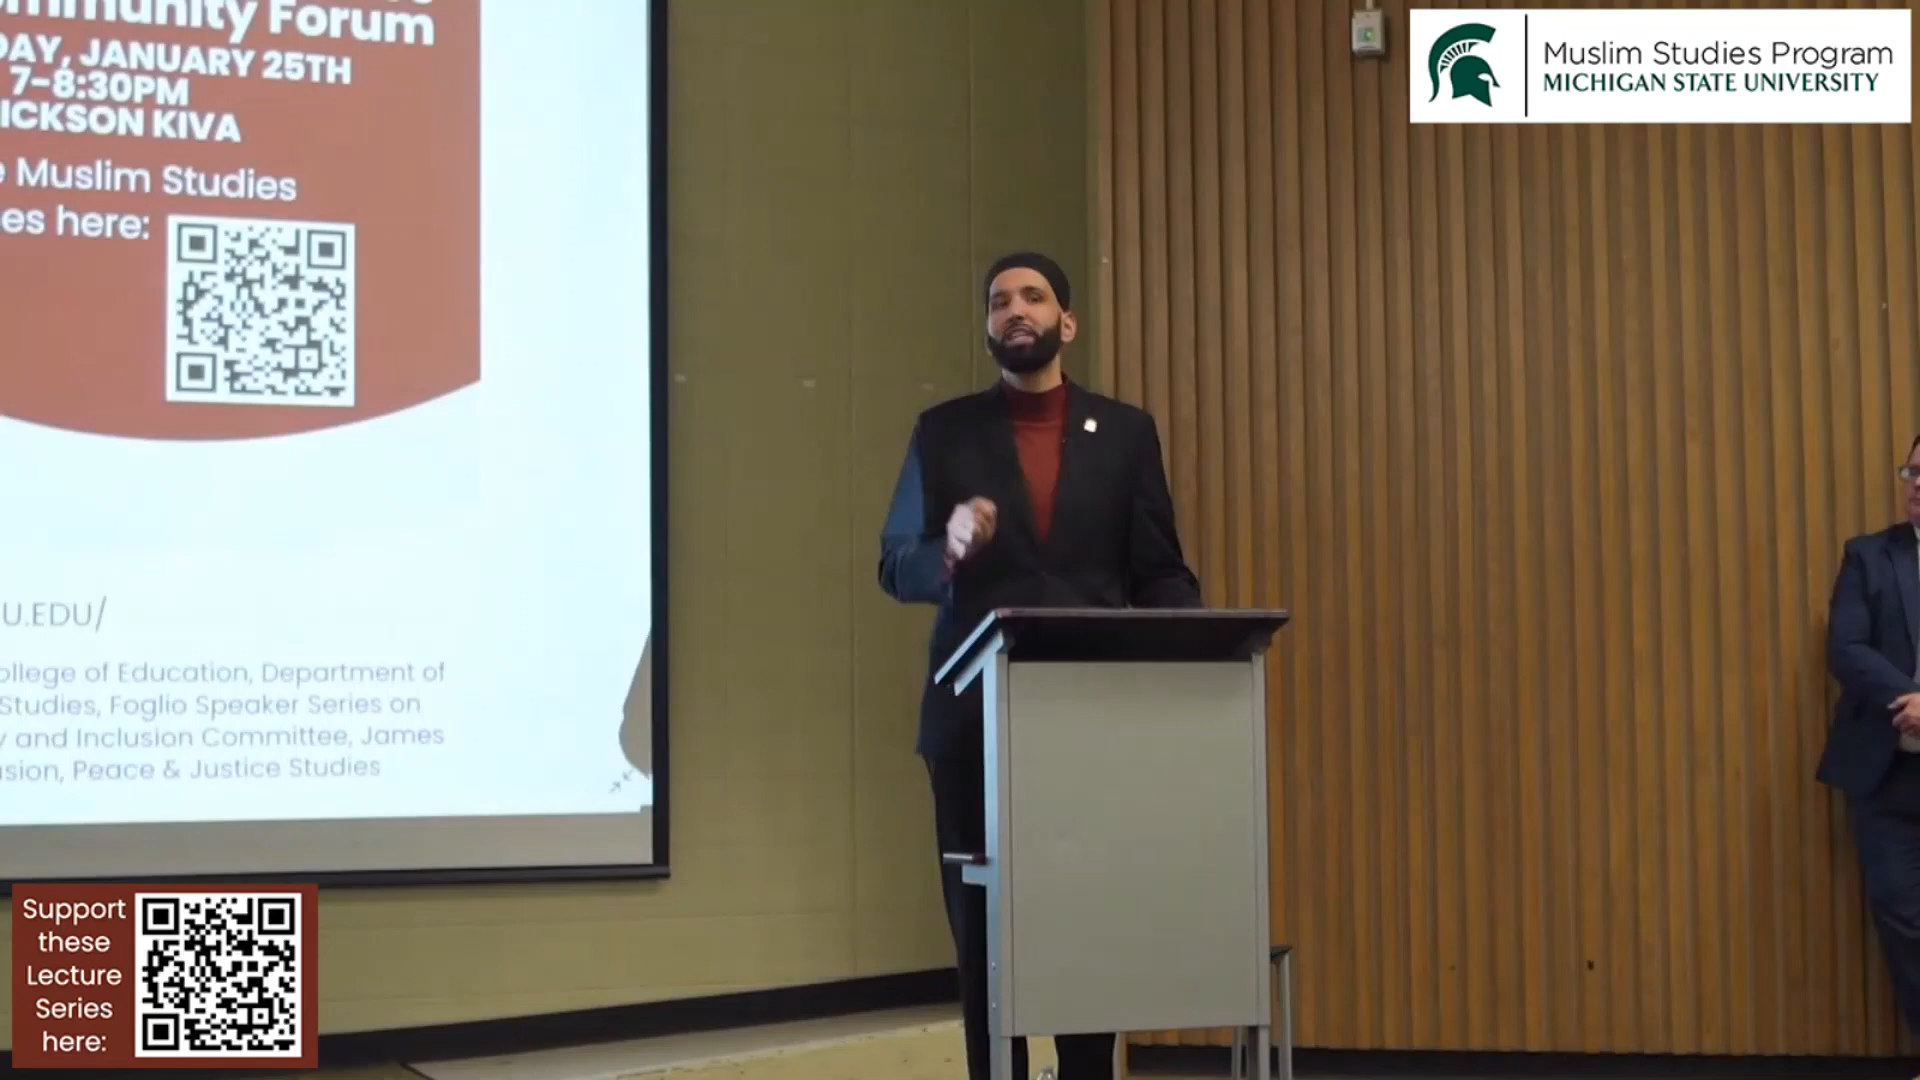 Community Forum
DAY, JANUARY 25TH
7-8:30PM
ICKSON KIVA
e Muslim Studies
es here:
U.EDU/
ollege of Education, Department of
Studies, Foglio Speaker Series on
y and Inclusion Committee, James
usion, Peace & Justice Studies
Muslim Studies Program
MICHIGAN STATE UNIVERSITY
Support
these
Lecture
Series
here: